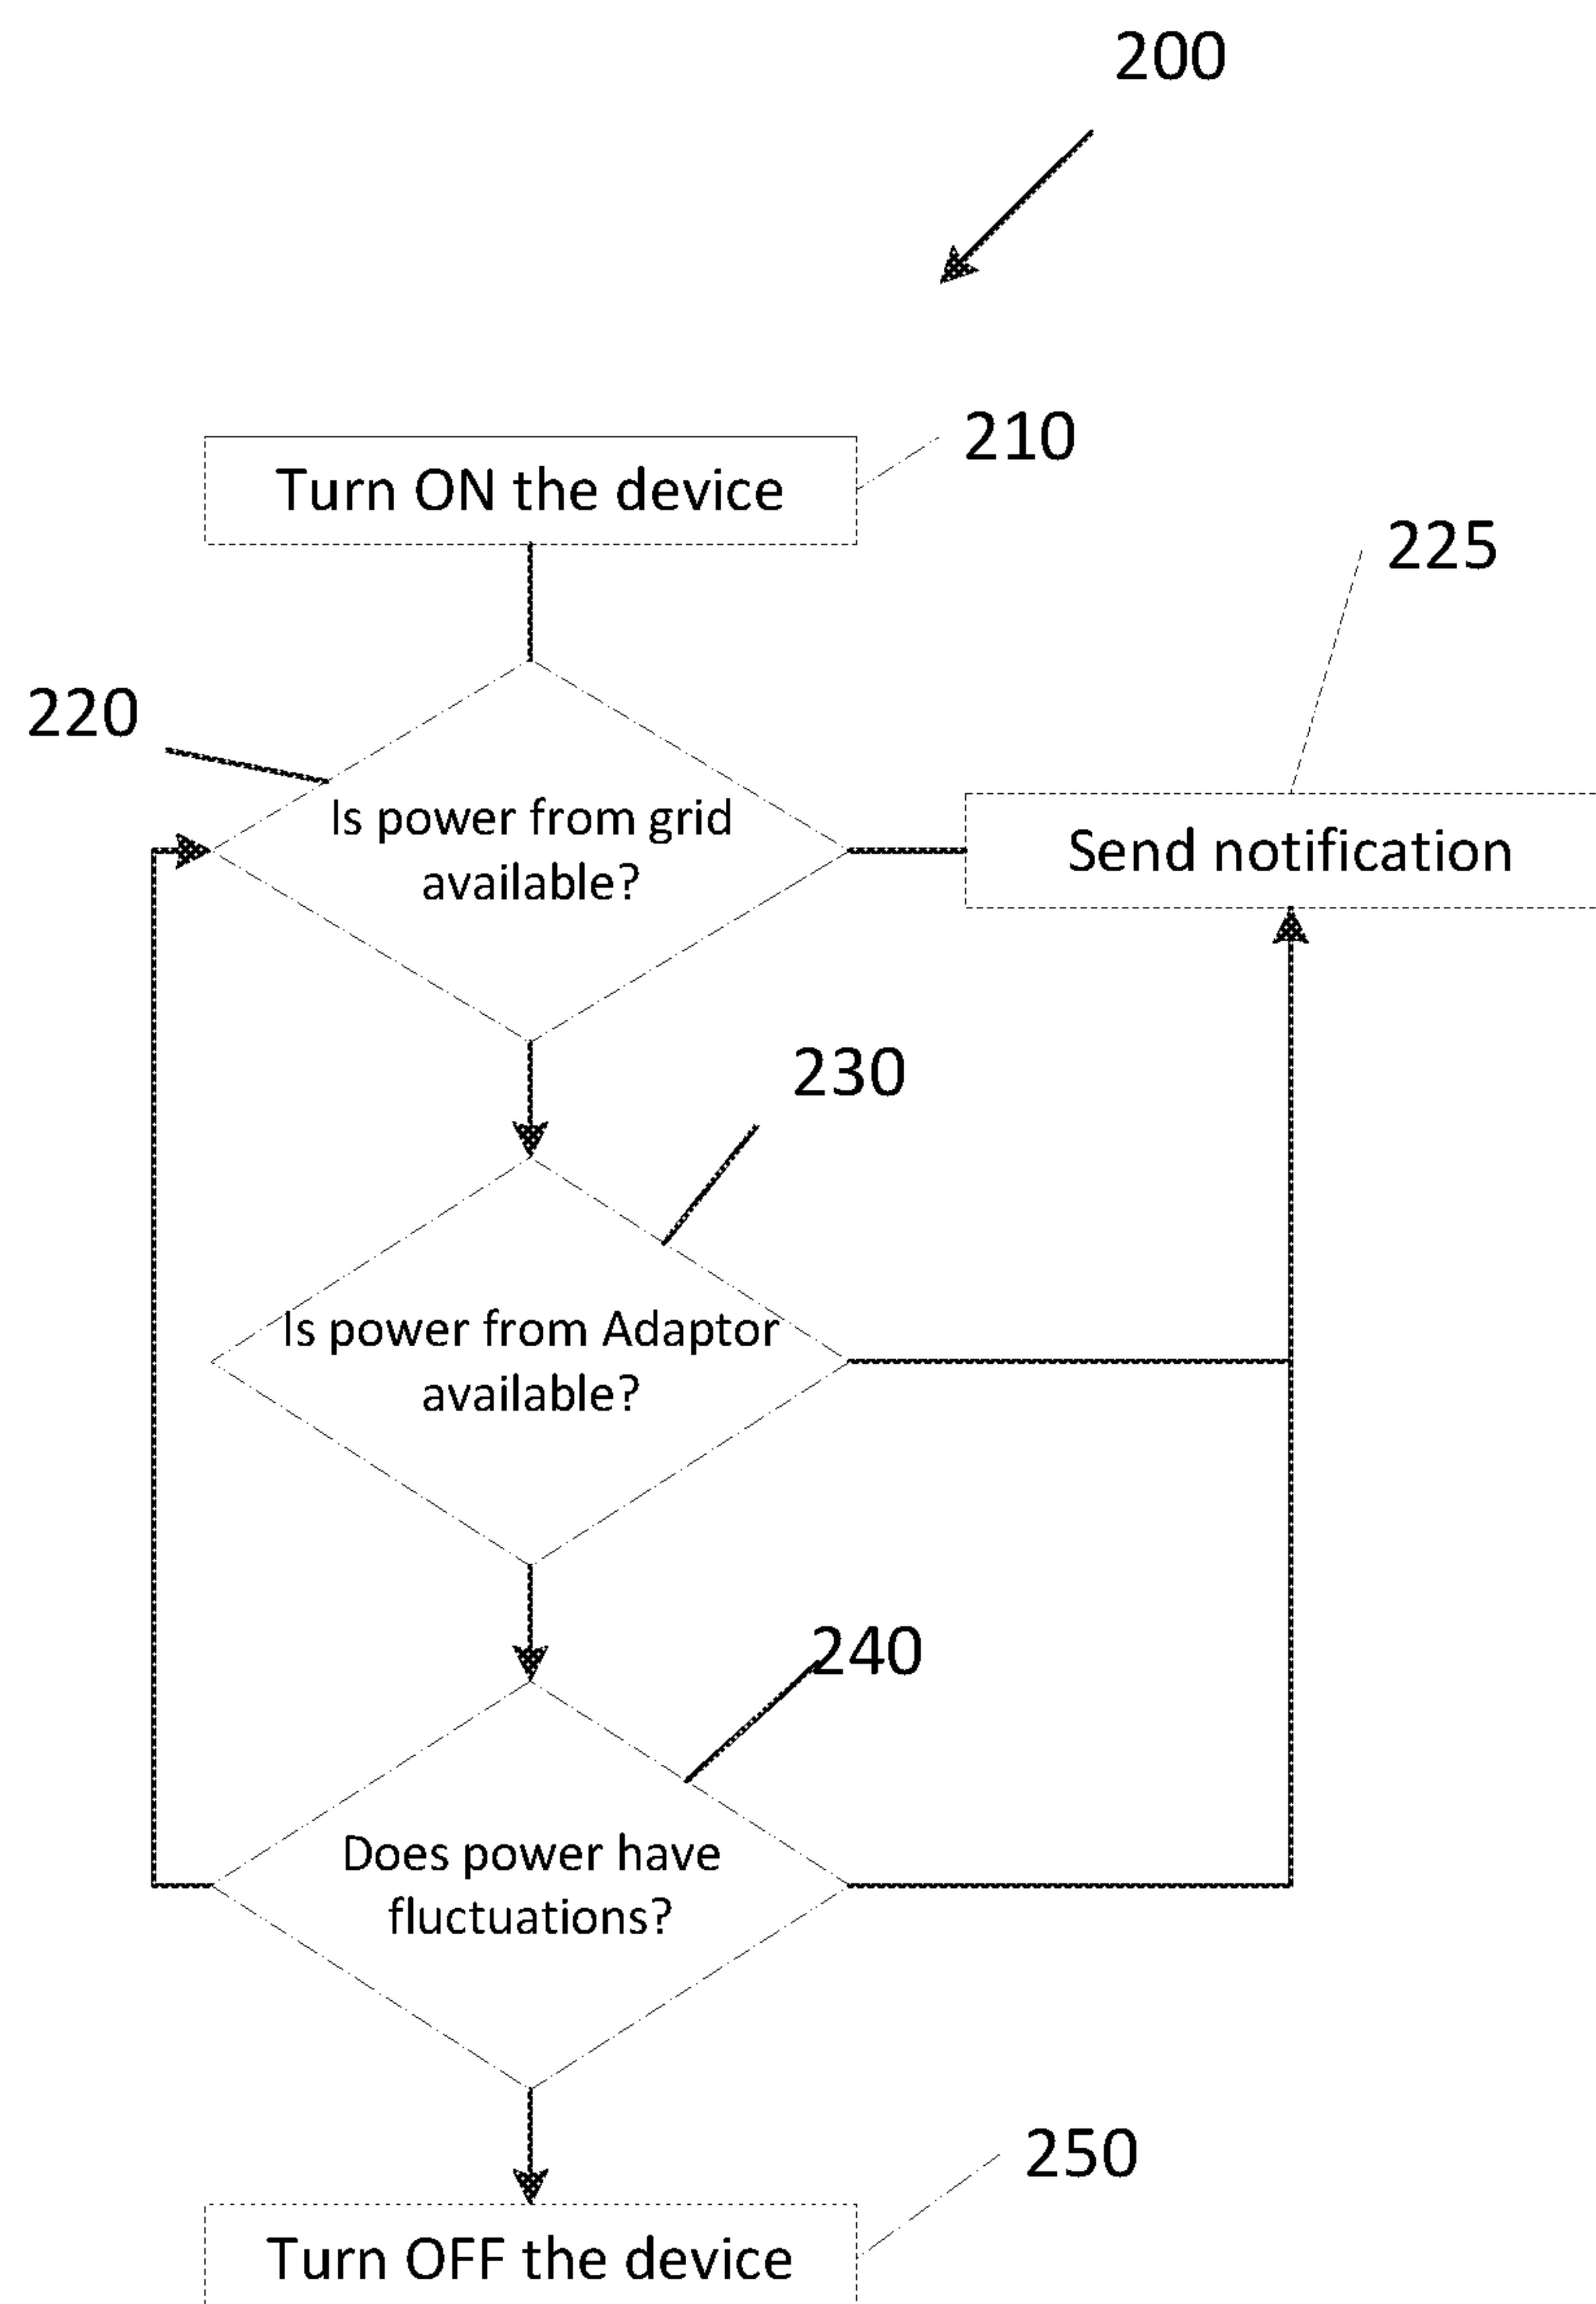 200
210
Turn ON the device
225
220
Is power from grid
available?
Send notification
230
Is power from Adaptor
available?
240
Does power have
fluctuations?
250
Turn OFF the device